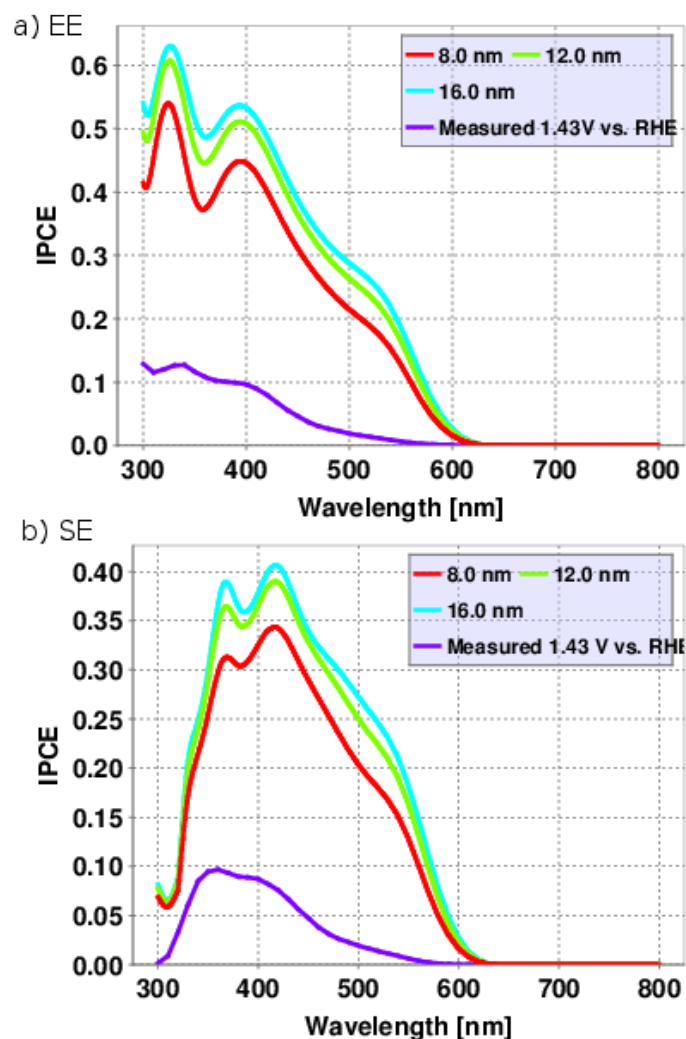 a) EE
8.0 nm 12.0 nm
16.0 nm
Measured 1.43V vs. RHE
0.6
0.5
0.4
0.3
0.2
0.1
0.0
IPCE
300 400 500 600 700 800
Wavelength [nm]
b) SE
8.0 nm 12.0 nm
16.0 nm
Measured 1.43 V vs. RHE
0.40
0.35
0.30
0.25
0.20
0.15
0.10
0.05
0.00
IPCE
300 400 500 600 700 800
Wavelength [nm]